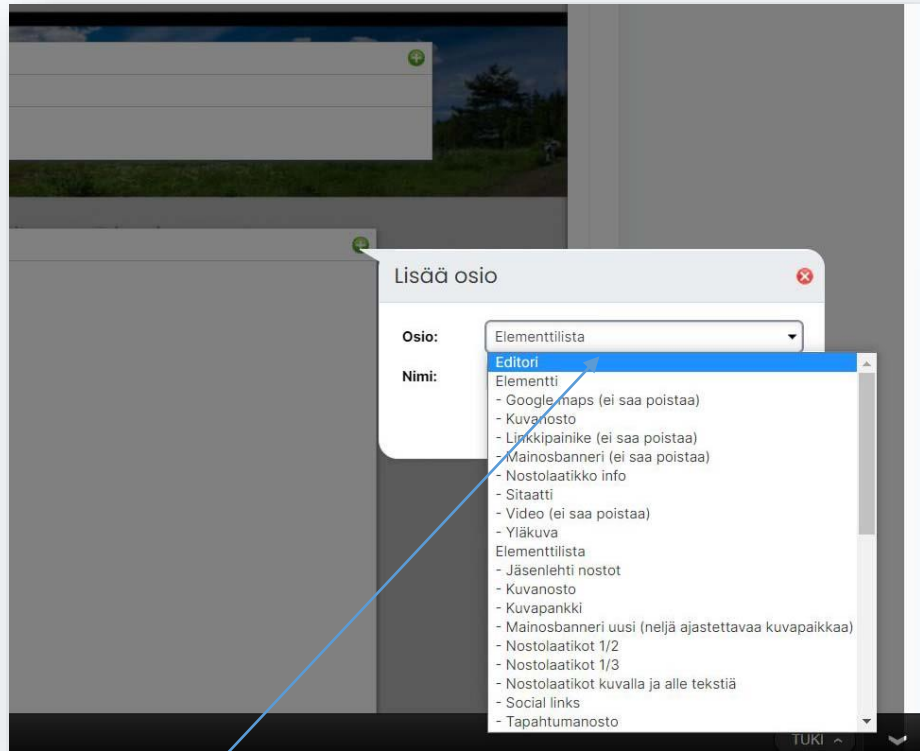 Lisää osio
Osio:
Elementtilista
Nimi:
Editori
Elementti
- Google maps (ei saa poistaa)
- Kuvanosto
- Linkkipainike (ei saa poistaa)
- Mainosbanneri (ei saa poistaa)
- Nostolaatikko info
- Sitaatti
- Video (ei saa poistaa)
- Yläkuva
Elementtilista
- Jäsenlehti nostot
- Kuvanosto
- Kuvapankki
- Mainosbanneri uusi (neljä ajastettavaa kuvapaikkaa)
- Nostolaatikot 1/2
- Nostolaatikot 1/3
- Nostolaatikot kuvalla ja alle tekstiä
- Social links
- Tapahtumanosto
TUKI